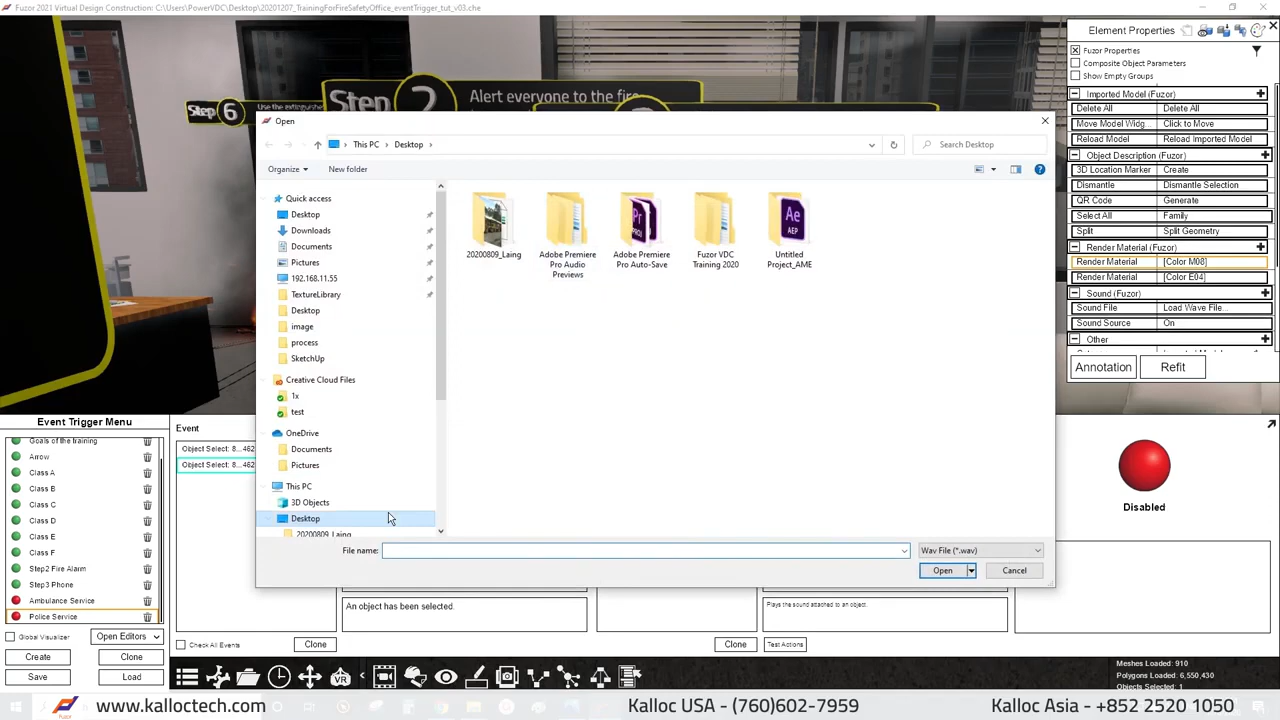 Fuzor 2021 Virtual Design Construction: C:\Users\PowerVDC\Desktop\20201207_TrainingForFireSafetyOffice_eventTrigger_tut_v03.che
Element Properties
Fuzor Properties
Composite Object Parameters
Show Empty Groups
Imported Model (Fuzor)
Delete All Delete All
Move Model Widg... Click to Move
Reload Model Reload Imported Model
Object Description (Fuzor)
3D Location Marker Create
Dismantle Dismantle Selection
QR Code Generate
Select All Family
Split Split Geometry
Render Material (Fuzor)
Render Material [Color M08]
Render Material [Color E04]
Sound (Fuzor)
Sound File Load Wave File...
Sound Source On
Other
Annotation Refit
Step 6 Use the extinguisher
Step 2 Alert everyone to the fire
Open
This PC > Desktop >
Search Desktop
Organize New folder
Quick access
Desktop
Downloads
Documents
Pictures
192.168.11.55
TextureLibrary
Desktop
image
process
SketchUp
Creative Cloud Files
1x
test
OneDrive
Documents
Pictures
This PC
3D Objects
Desktop
20200809_Laing
20200809_Laing
Adobe Premiere Pro Audio Previews
Adobe Premiere Pro Auto-Save
Fuzor VDC Training 2020
Untitled Project_AME
File name:
Wav File (*.wav)
Open Cancel
Event Trigger Menu
Goals of the training
Arrow
Class A
Class B
Class C
Class D
Class E
Class F
Step2 Fire Alarm
Step3 Phone
Ambulance Service
Police Service
Global Visualizer Open Editors
Create Clone
Save Load
Event
Object Select: 8...462
Object Select: 8...462
An object has been selected.
Plays the sound attached to an object.
Check All Events Clone
Clone Test Actions
Disabled
Meshes Loaded: 910
Polygons Loaded: 6,550,430
Objects Selected: 1
Fuzor www.kalloctech.com Kalloc USA - (760)602-7959 Kalloc Asia - +852 2520 1050